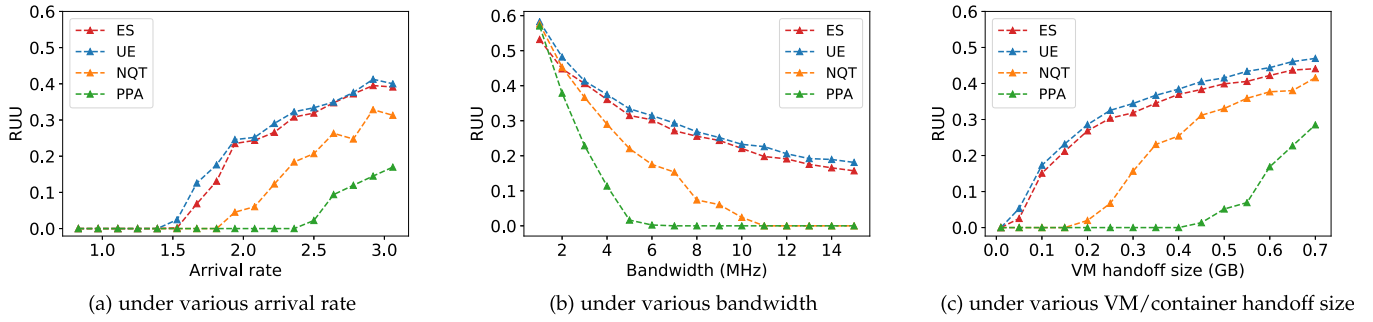 0.6
0.5
0.4
0.3
0.2
0.1
0.0
RUU
ES
UE
NQT
PPA
1.0 1.5 2.0 2.5 3.0
Arrival rate
(a) under various arrival rate
0.6
0.5
0.4
0.3
0.2
0.1
0.0
RUU
ES
UE
NQT
PPA
2 4 6 8 10 12 14
Bandwidth (MHz)
(b) under various bandwidth
0.6
0.5
0.4
0.3
0.2
0.1
0.0
RUU
ES
UE
NQT
PPA
0.0 0.1 0.2 0.3 0.4 0.5 0.6 0.7
VM handoff size (GB)
(c) under various VM/container handoff size